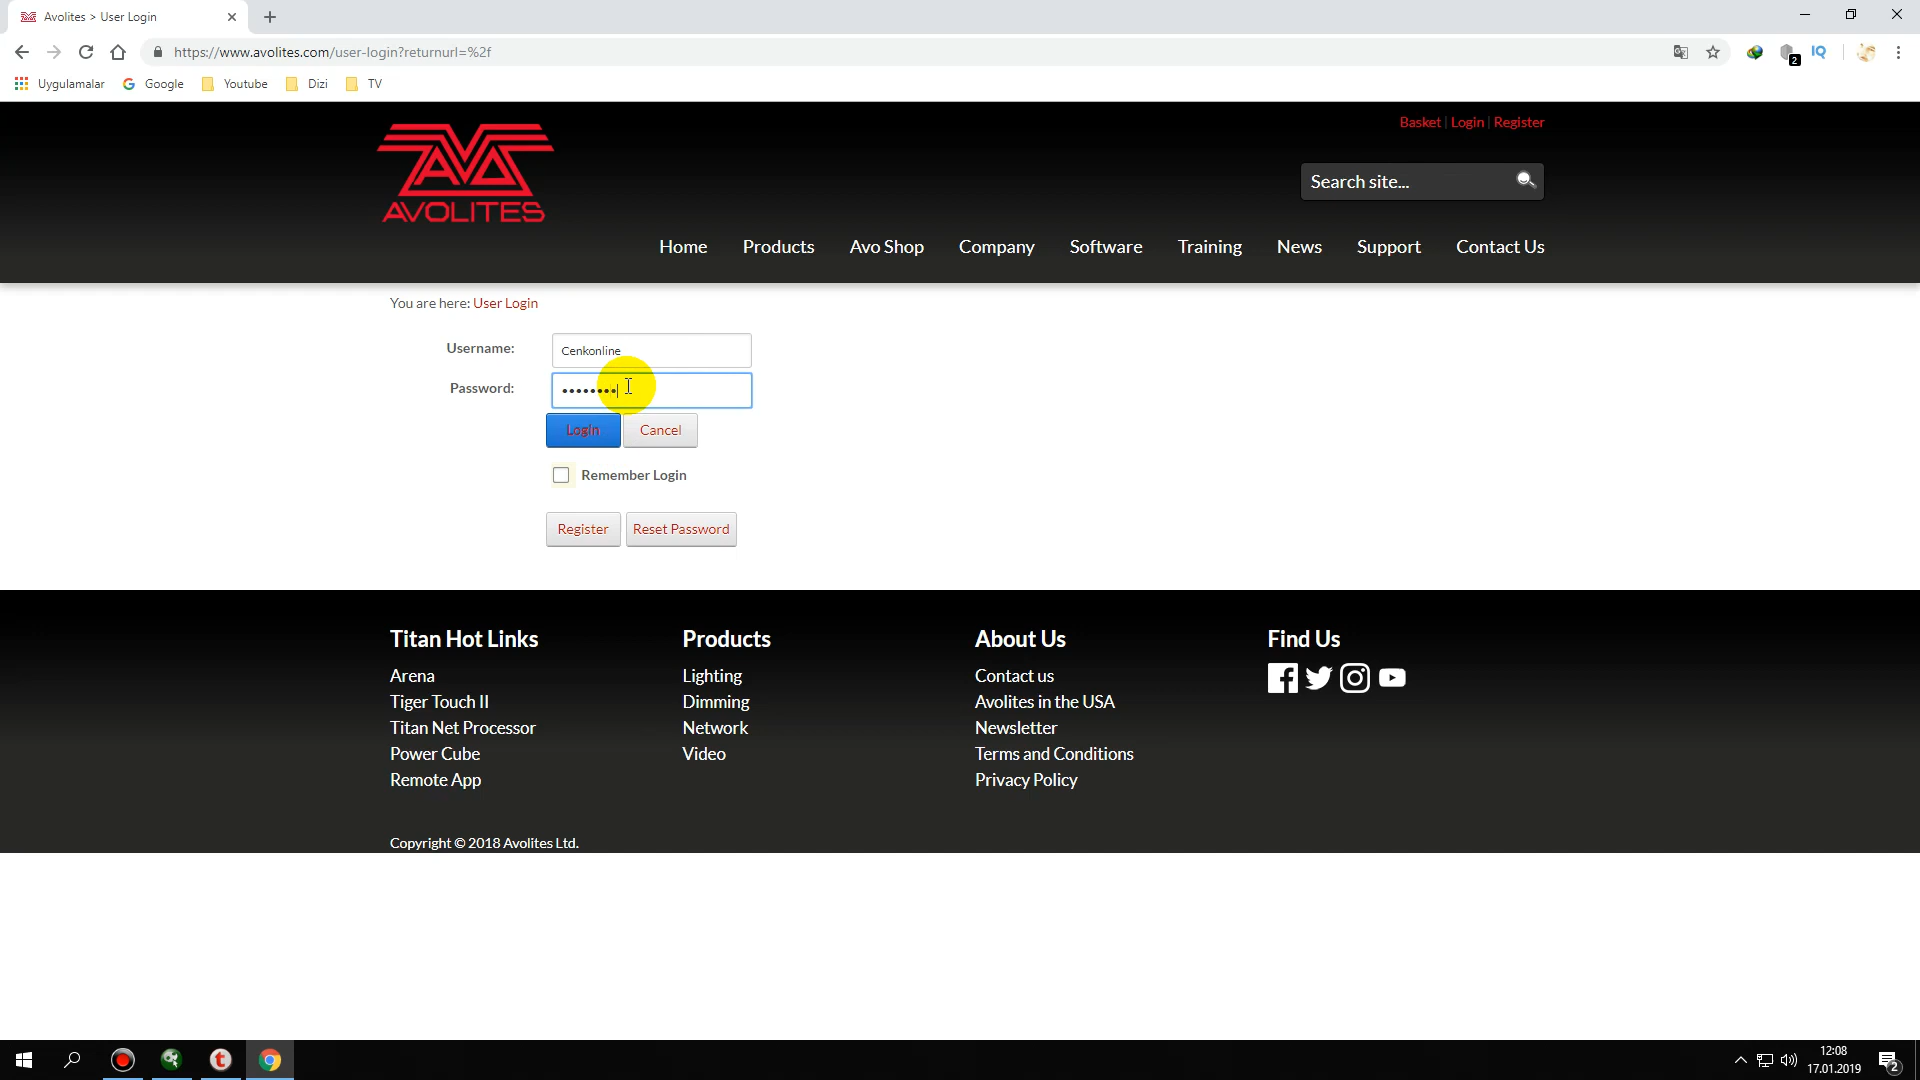 Avolites > User Login
https://www.avolites.com/user-login?returnurl=%2f
IQ
2
Uygulamalar Google Youtube Dizi TV
Basket | Login | Register
AVOLITES
Search site...
Home Products Avo Shop Company Software Training News Support Contact Us
You are here: User Login
Username: Cenkonline
Password: ••••••••
Login Cancel
Remember Login
Register Reset Password
Titan Hot Links
Arena
Tiger Touch II
Titan Net Processor
Power Cube
Remote App
Products
Lighting
Dimming
Network
Video
About Us
Contact us
Avolites in the USA
Newsletter
Terms and Conditions
Privacy Policy
Find Us
Copyright © 2018 Avolites Ltd.
12:08
17.01.2019
2